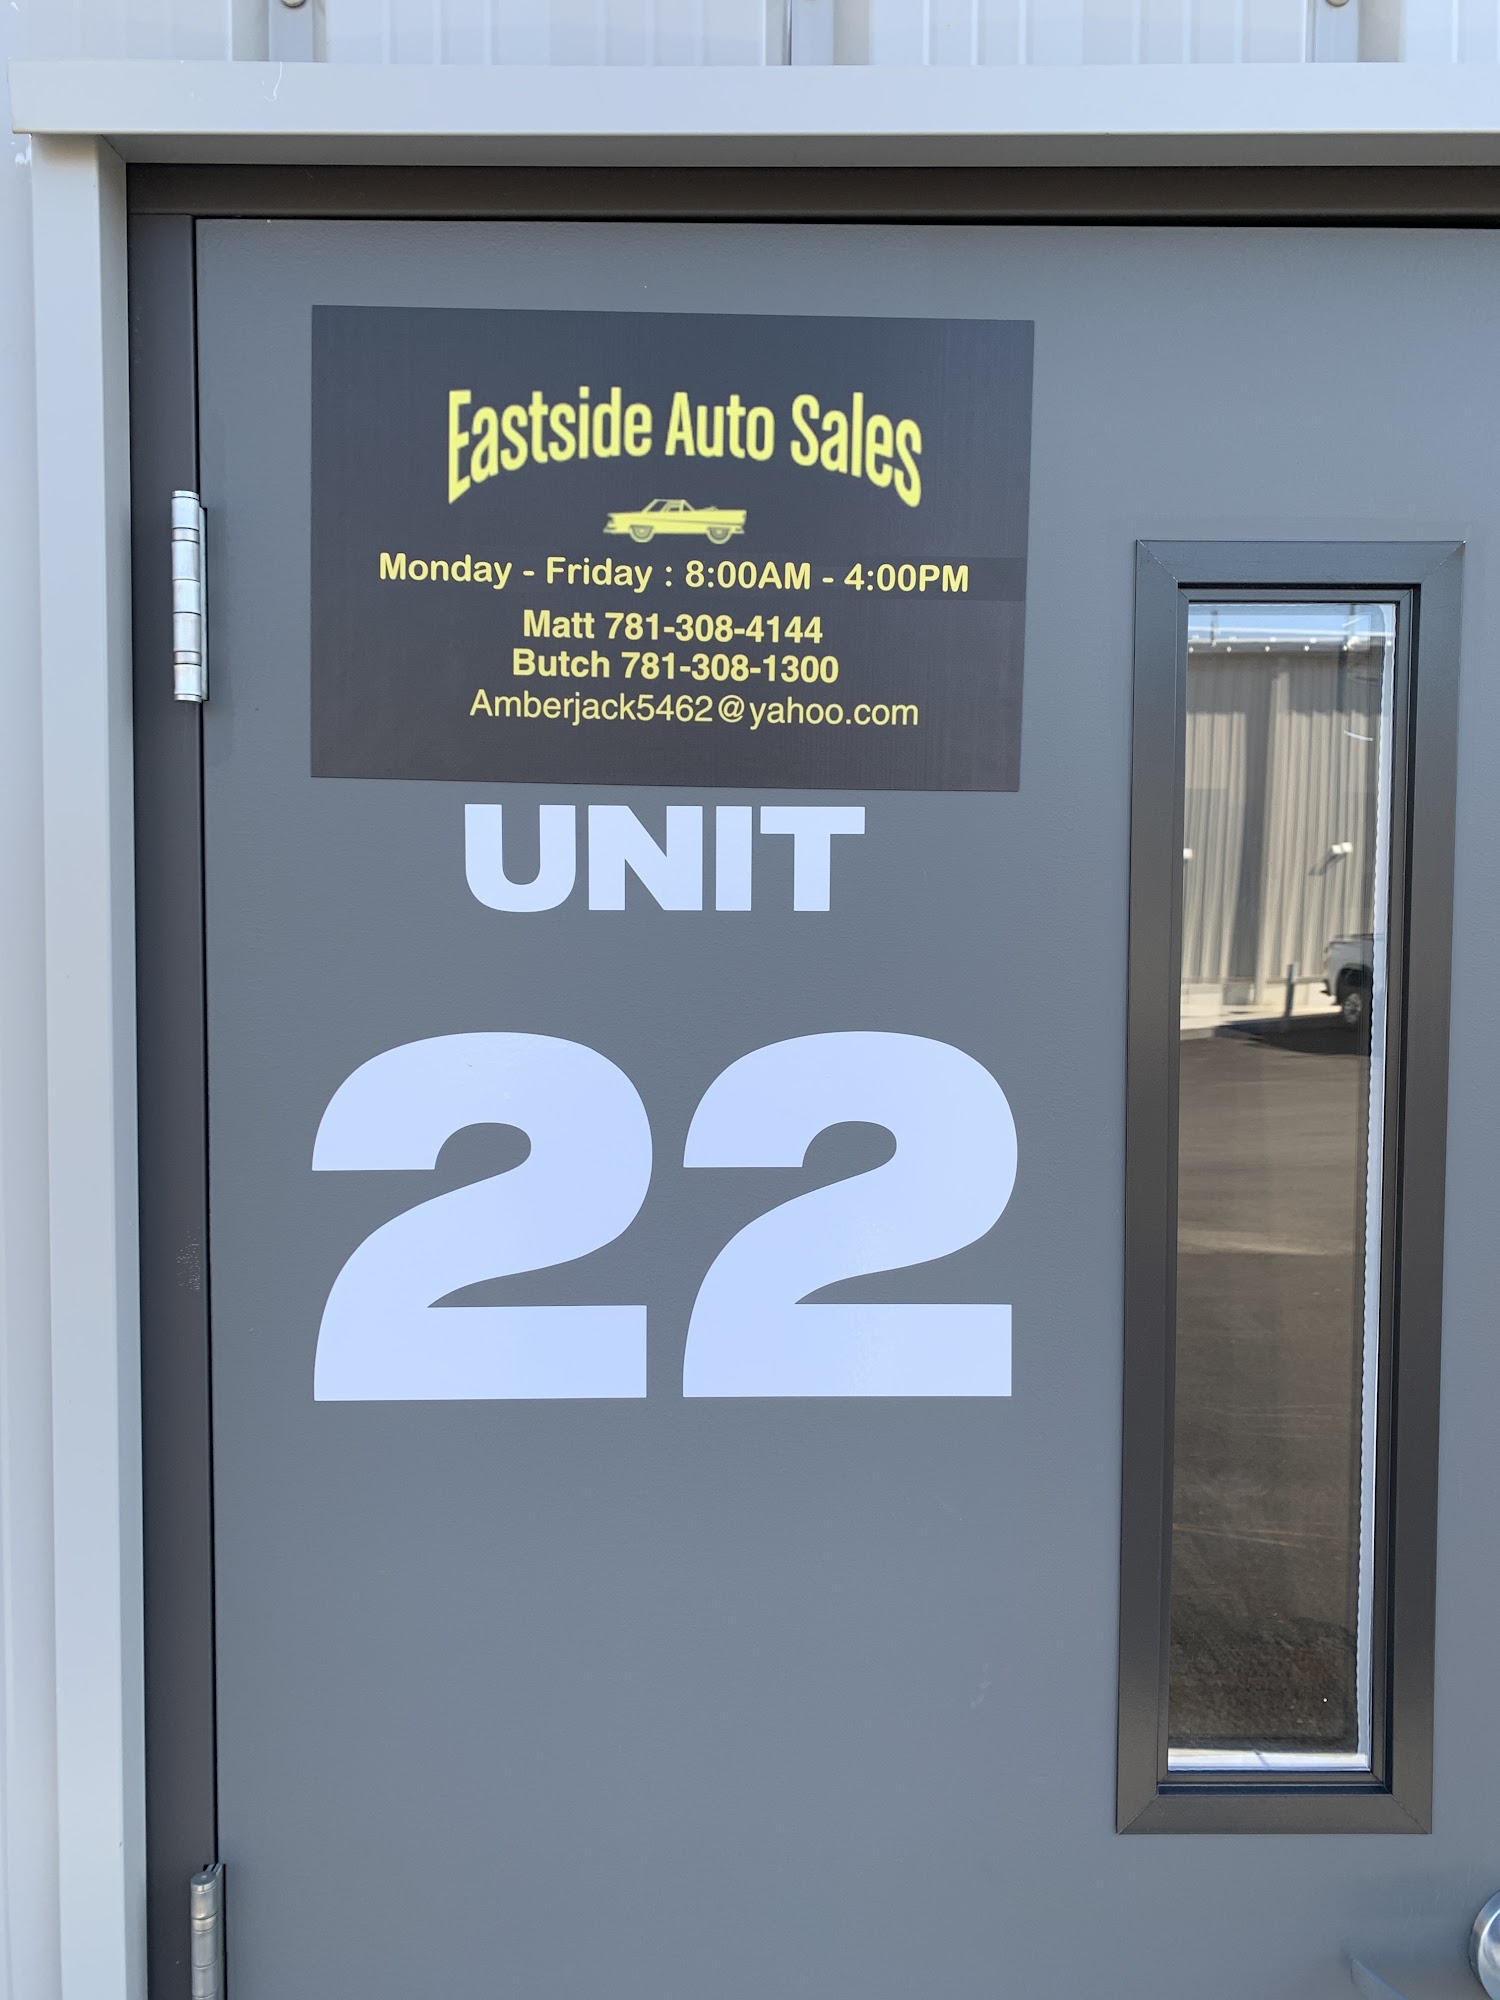 Eastside Auto Sales
Monday - Friday : 8:00AM - 4:00PM
Matt 781-308-4144
Butch 781-308-1300
Amberjack5462@yahoo.com
UNIT
22